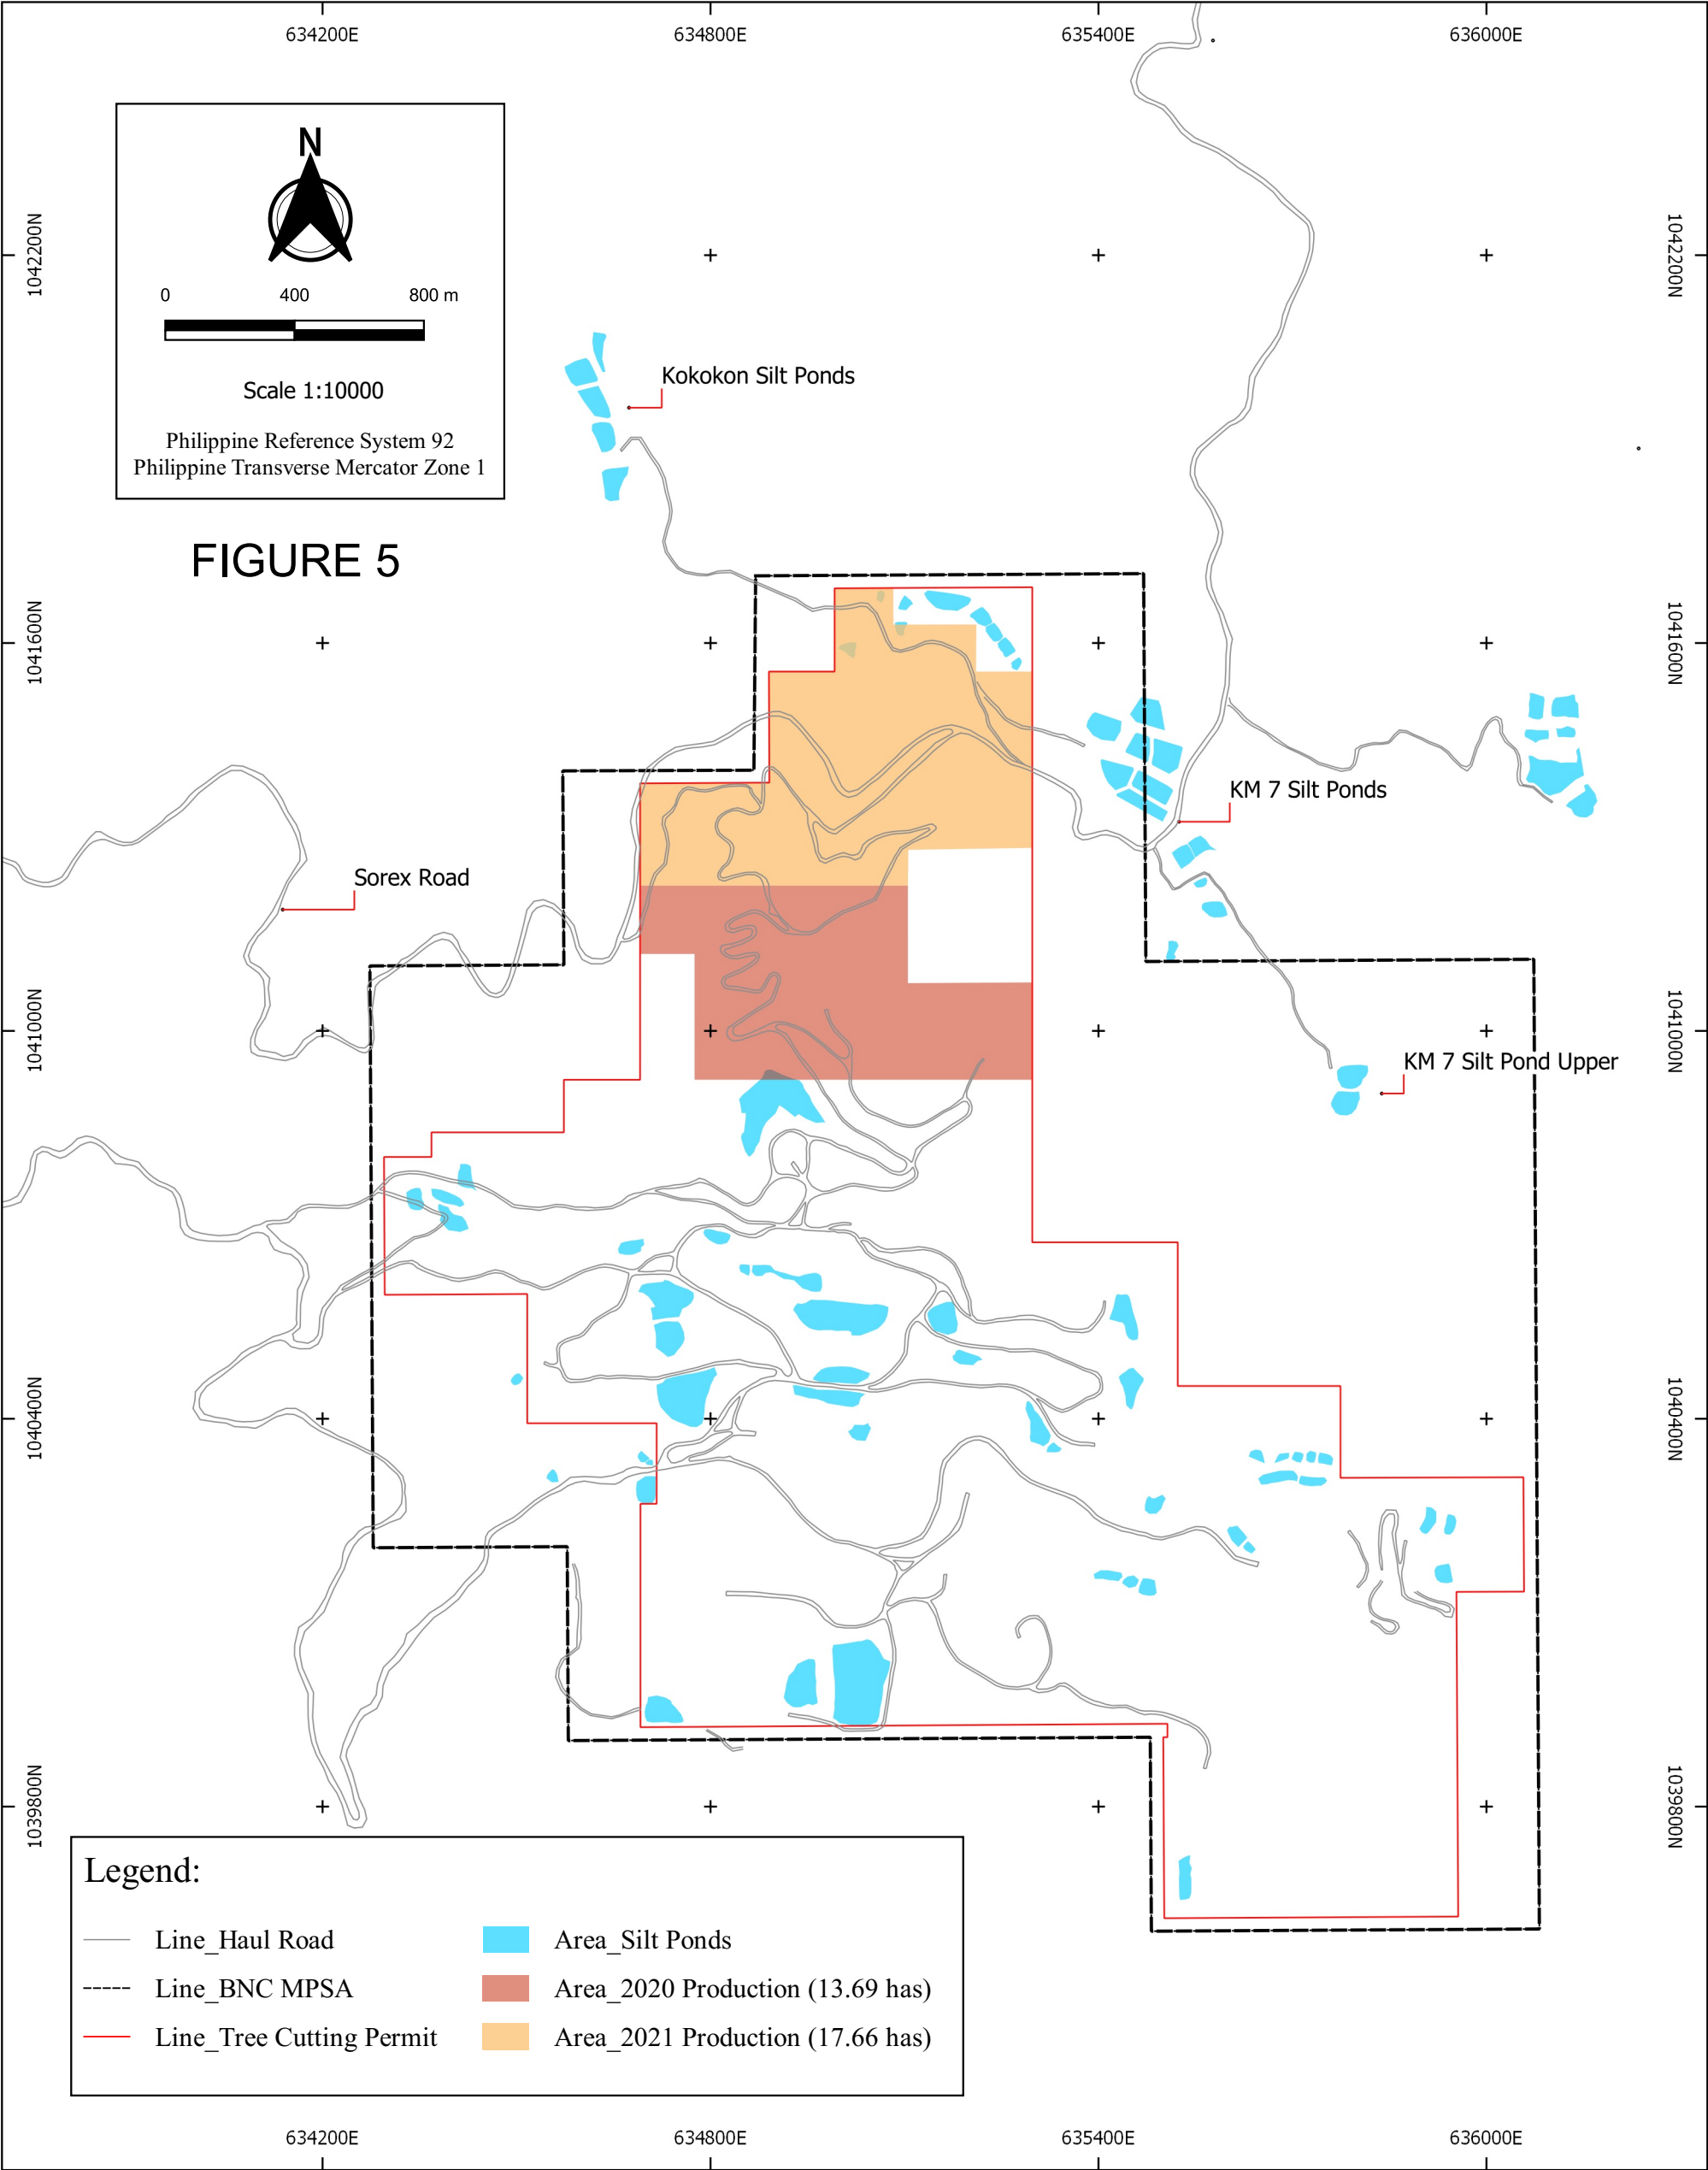 634200E
634800E
635400E
636000E
N
0
400
800 m
Scale 1:10000
Philippine Reference System 92
Philippine Transverse Mercator Zone 1
FIGURE 5
1042200N
1042200N
Kokokon Silt Ponds
1041600N
1041600N
KM 7 Silt Ponds
Sorex Road
1041000N
1041000N
KM 7 Silt Pond Upper
1040400N
1040400N
1039800N
1039800N
Legend:
Line_Haul Road
Line_BNC MPSA
Line_Tree Cutting Permit
Area_Silt Ponds
Area_2020 Production (13.69 has)
Area_2021 Production (17.66 has)
634200E
634800E
635400E
636000E